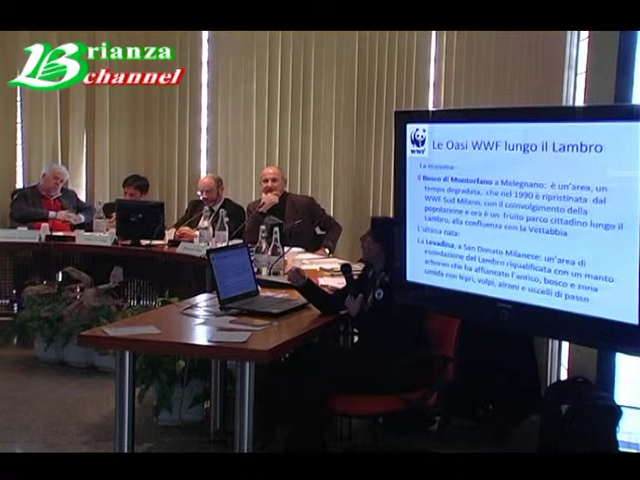 Brianza
channel
WWF
Le Oasi WWF lungo il Lambro
La mamma:
Il Bosco di Montorfano a Melegnano: è un'area, un
tempo degradata, che nel 1990 è ripristinata dal
WWF Sud Milano, con il coinvolgimento della
popolazione e ora è un fruito parco cittadino lungo il
Lambro, alla confluenza con la Vettabbia
L'ultima nata:
La Levadina, a San Donato Milanese: un'area di
esondazione del Lambro riqualificata con un manto
arboreo che ha affiancato l'antico, bosco e zona
umida con lepri, volpi, aironi e uccelli di passo